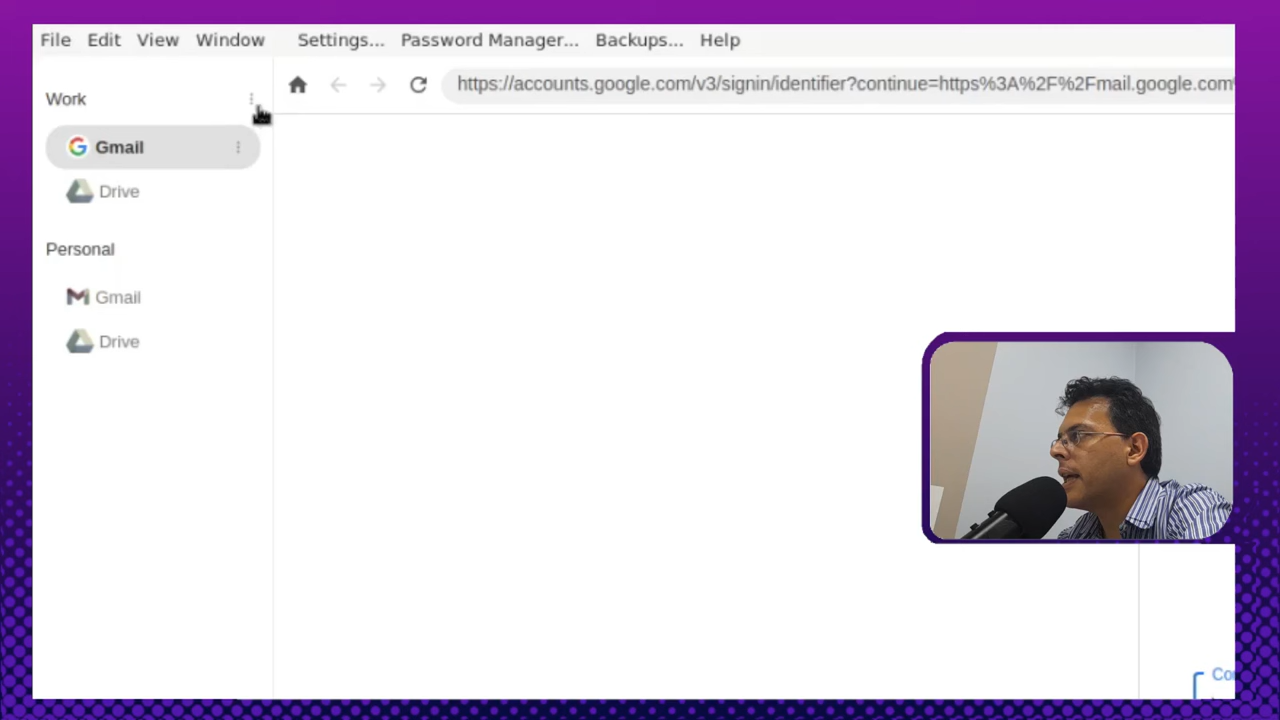 File Edit View Window Settings... Password Manager... Backups... Help
https://accounts.google.com/v3/signin/identifier?continue=https%3A%2F%2Fmail.google.com
Work
Gmail
Drive
Personal
Gmail
Drive